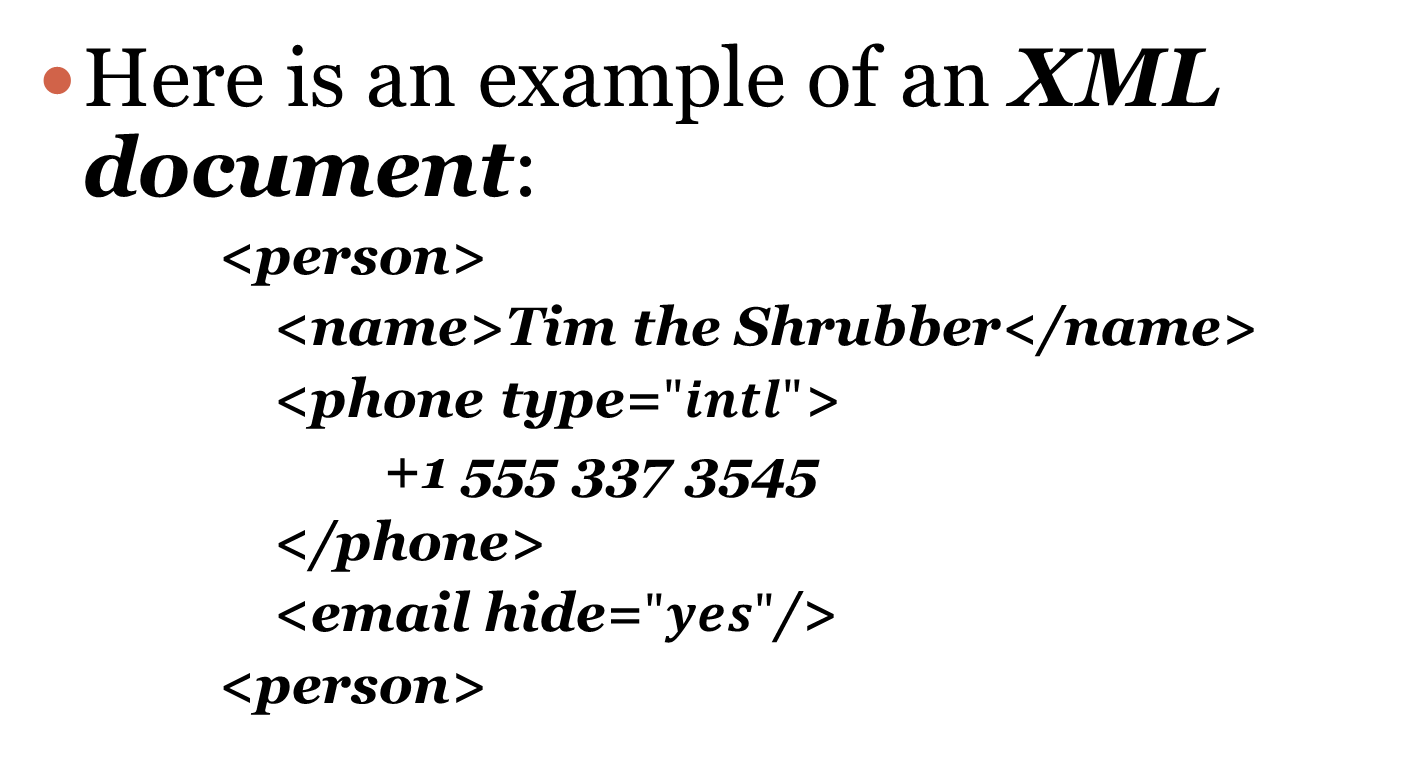 •Here is an example of an XML
document:
<person>
<name>Tim the Shrubber</name>
<phone type="intl">
+1 555 337 3545
</phone>
<email hide="yes"/>
<person>